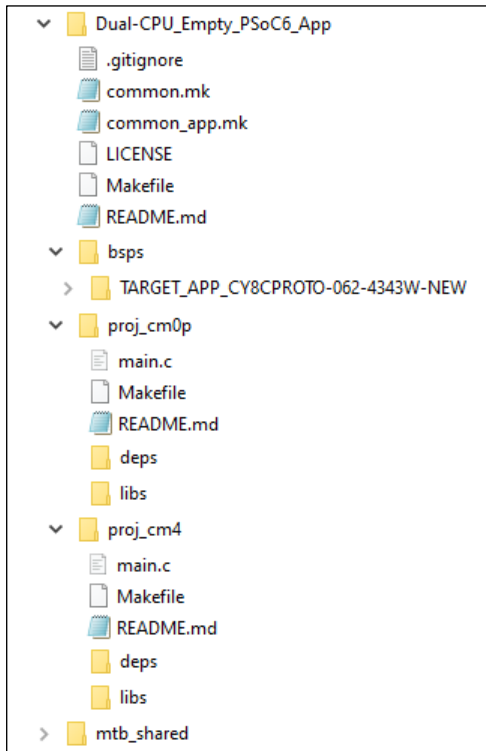 Dual-CPU_Empty_PSoC6_App
.gitignore
common.mk
common_app.mk
LICENSE
Makefile
README.md
bsps
TARGET_APP_CY8CPROTO-062-4343W-NEW
proj_cm0p
main.c
Makefile
README.md
deps
libs
proj_cm4
main.c
Makefile
README.md
deps
libs
mtb_shared